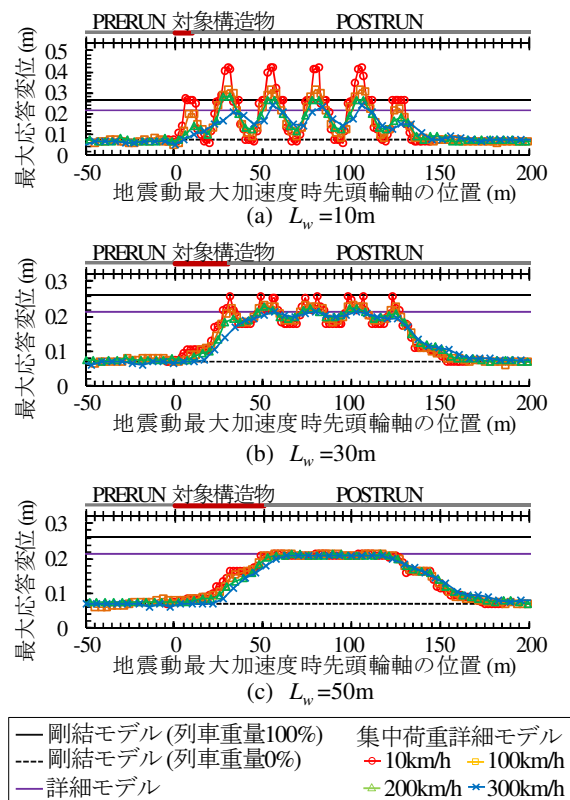 PRERUN 対象構造物 POSTRUN
最大応答変位 (m)
0.5
0.4
0.3
0.2
0.1
0
-50 0 50 100 150 200
地震動最大加速度時先頭輪軸の位置 (m)
(a) Lw =10m
PRERUN 対象構造物 POSTRUN
最大応答変位 (m)
0.3
0.2
0.1
0
-50 0 50 100 150 200
地震動最大加速度時先頭輪軸の位置 (m)
(b) Lw =30m
PRERUN 対象構造物 POSTRUN
最大応答変位 (m)
0.3
0.2
0.1
0
-50 0 50 100 150 200
地震動最大加速度時先頭輪軸の位置 (m)
(c) Lw =50m
剛結モデル (列車重量100%)
剛結モデル (列車重量0%)
詳細モデル
集中荷重詳細モデル
10km/h 100km/h
200km/h 300km/h